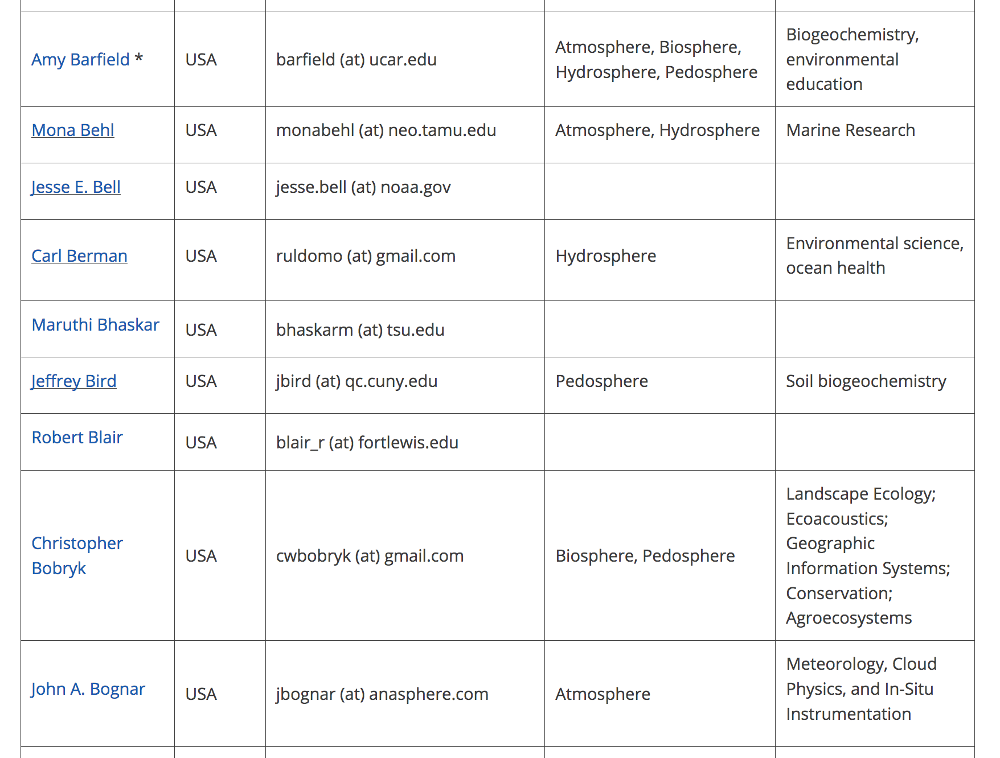 Amy Barfield *
USA
barfield (at) ucar.edu
Atmosphere, Biosphere,
Hydrosphere, Pedosphere
Biogeochemistry,
environmental
education
Mona Behl
USA
monabehl (at) neo.tamu.edu
Atmosphere, Hydrosphere
Marine Research
Jesse E. Bell
USA
jesse.bell (at) noaa.gov
Carl Berman
USA
ruldomo (at) gmail.com
Hydrosphere
Environmental science,
ocean health
Maruthi Bhaskar
USA
bhaskarm (at) tsu.edu
Jeffrey Bird
USA
jbird (at) qc.cuny.edu
Pedosphere
Soil biogeochemistry
Robert Blair
USA
blair_r (at) fortlewis.edu
Christopher
Bobryk
USA
cwbobryk (at) gmail.com
Biosphere, Pedosphere
Landscape Ecology;
Ecoacoustics;
Geographic
Information Systems;
Conservation;
Agroecosystems
John A. Bognar
USA
jbognar (at) anasphere.com
Atmosphere
Meteorology, Cloud
Physics, and In-Situ
Instrumentation